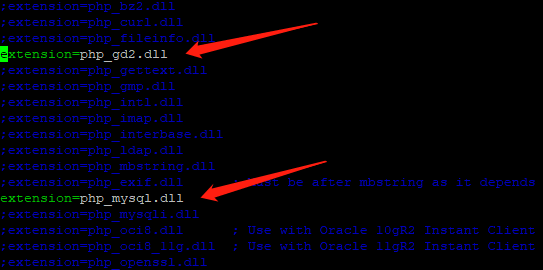 ;extension=php_bz2.dll
;extension=php_curl.dll
;extension=php_fileinfo.dll
extension=php_gd2.dll
;extension=php_gettext.dll
;extension=php_gmp.dll
;extension=php_intl.dll
;extension=php_imap.dll
;extension=php_interbase.dll
;extension=php_ldap.dll
;extension=php_mbstring.dll
;extension=php_exif.dll ; Must be after mbstring as it depends
extension=php_mysql.dll
;extension=php_mysqli.dll
;extension=php_oci8.dll ; Use with Oracle 10gR2 Instant Client
;extension=php_oci8_11g.dll ; Use with Oracle 11gR2 Instant Client
;extension=php_openssl.dll